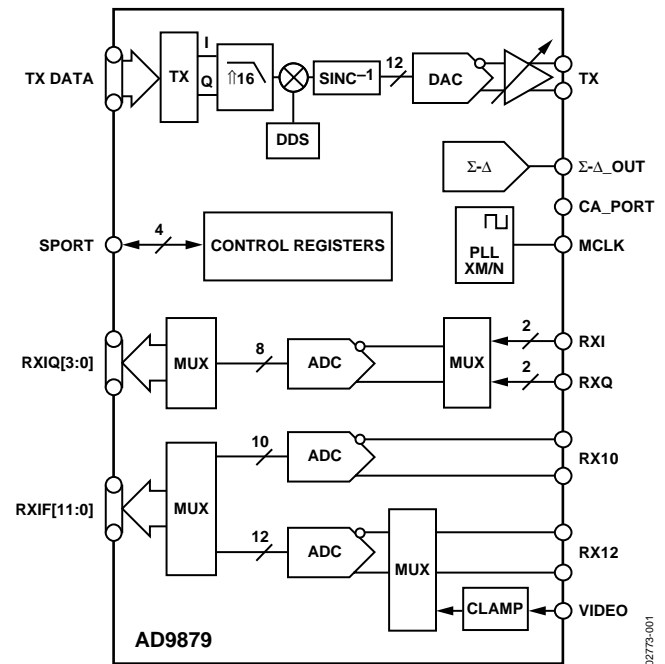 I
TX DATA
TX
⇑16
SINC–1
12
DAC
TX
Q
DDS
Σ-Δ
Σ-Δ_OUT
CA_PORT
SPORT
4
CONTROL REGISTERS
PLL
XM/N
MCLK
RXIQ[3:0]
MUX
8
ADC
MUX
2
RXI
2
RXQ
RXIF[11:0]
MUX
10
ADC
RX10
12
ADC
MUX
RX12
CLAMP
VIDEO
AD9879
02773-001